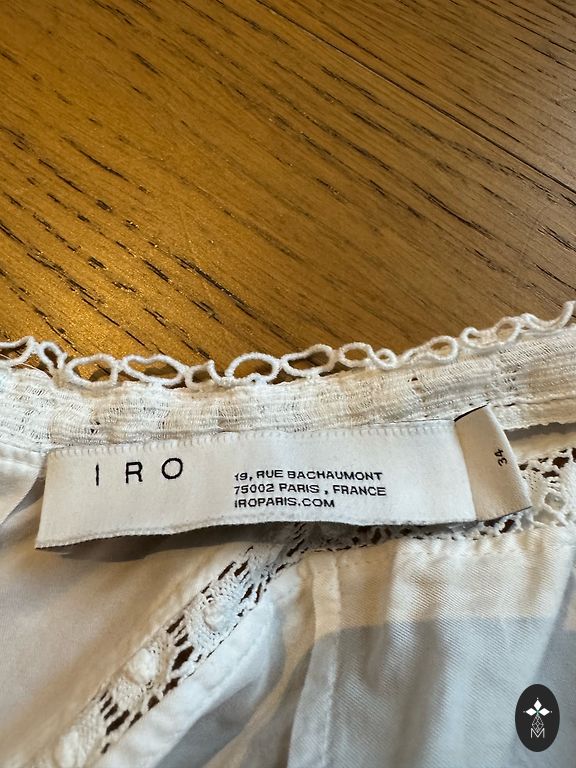 IRO
19, RUE BACHAUMONT
75002 PARIS , FRANCE
IROPARIS.COM
34
M